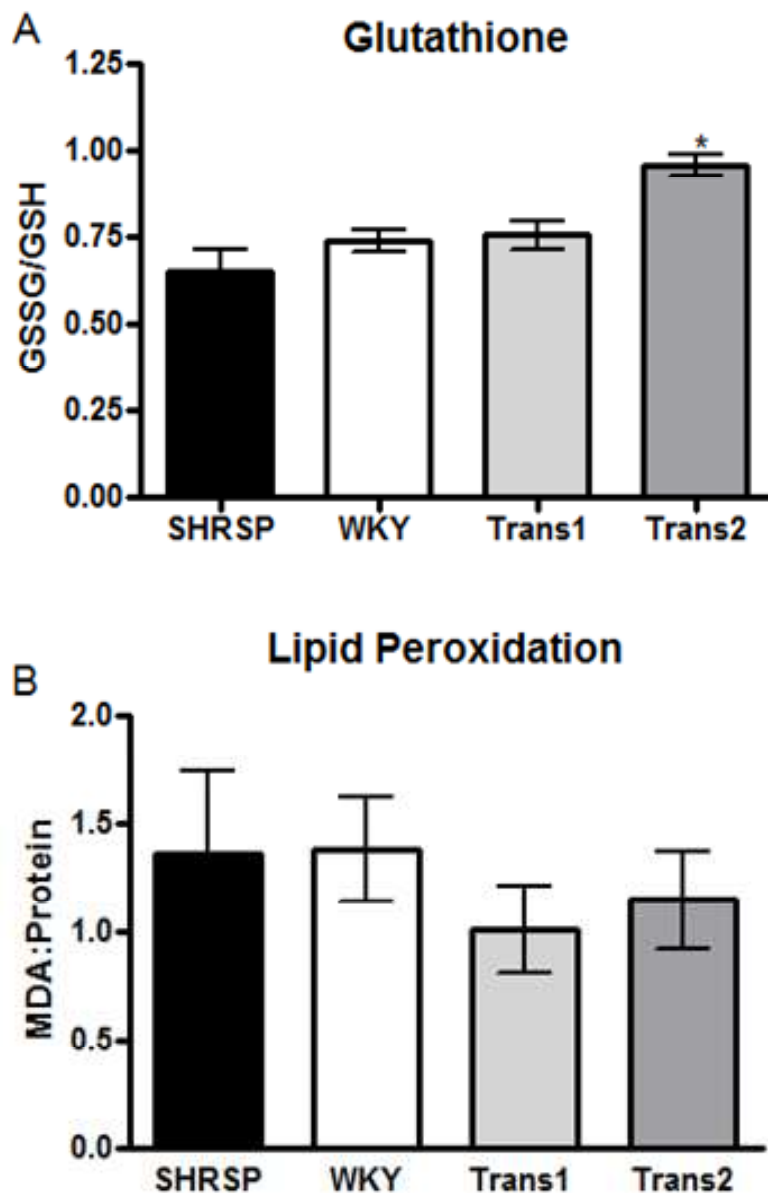 A
Glutathione
GSSSG/GSH
1.25
1.00
0.75
0.50
0.25
0.00
*
SHRSP WKY Trans1 Trans2
Lipid Peroxidation
B
MDA:Protein
2.0
1.5
1.0
0.5
0.0
SHRSP WKY Trans1 Trans2